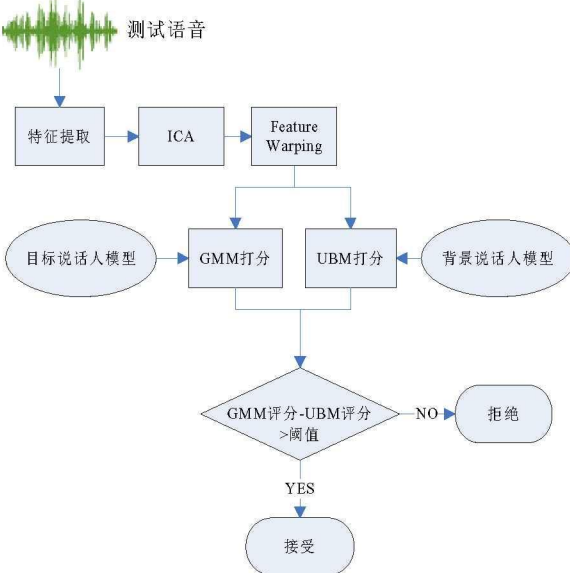 测试语音
特征提取
ICA
Feature
Warping
目标说话人模型
GMM打分
UBM打分
背景说话人模型
GMM评分-UBM评分
>阈值
NO
拒绝
YES
接受